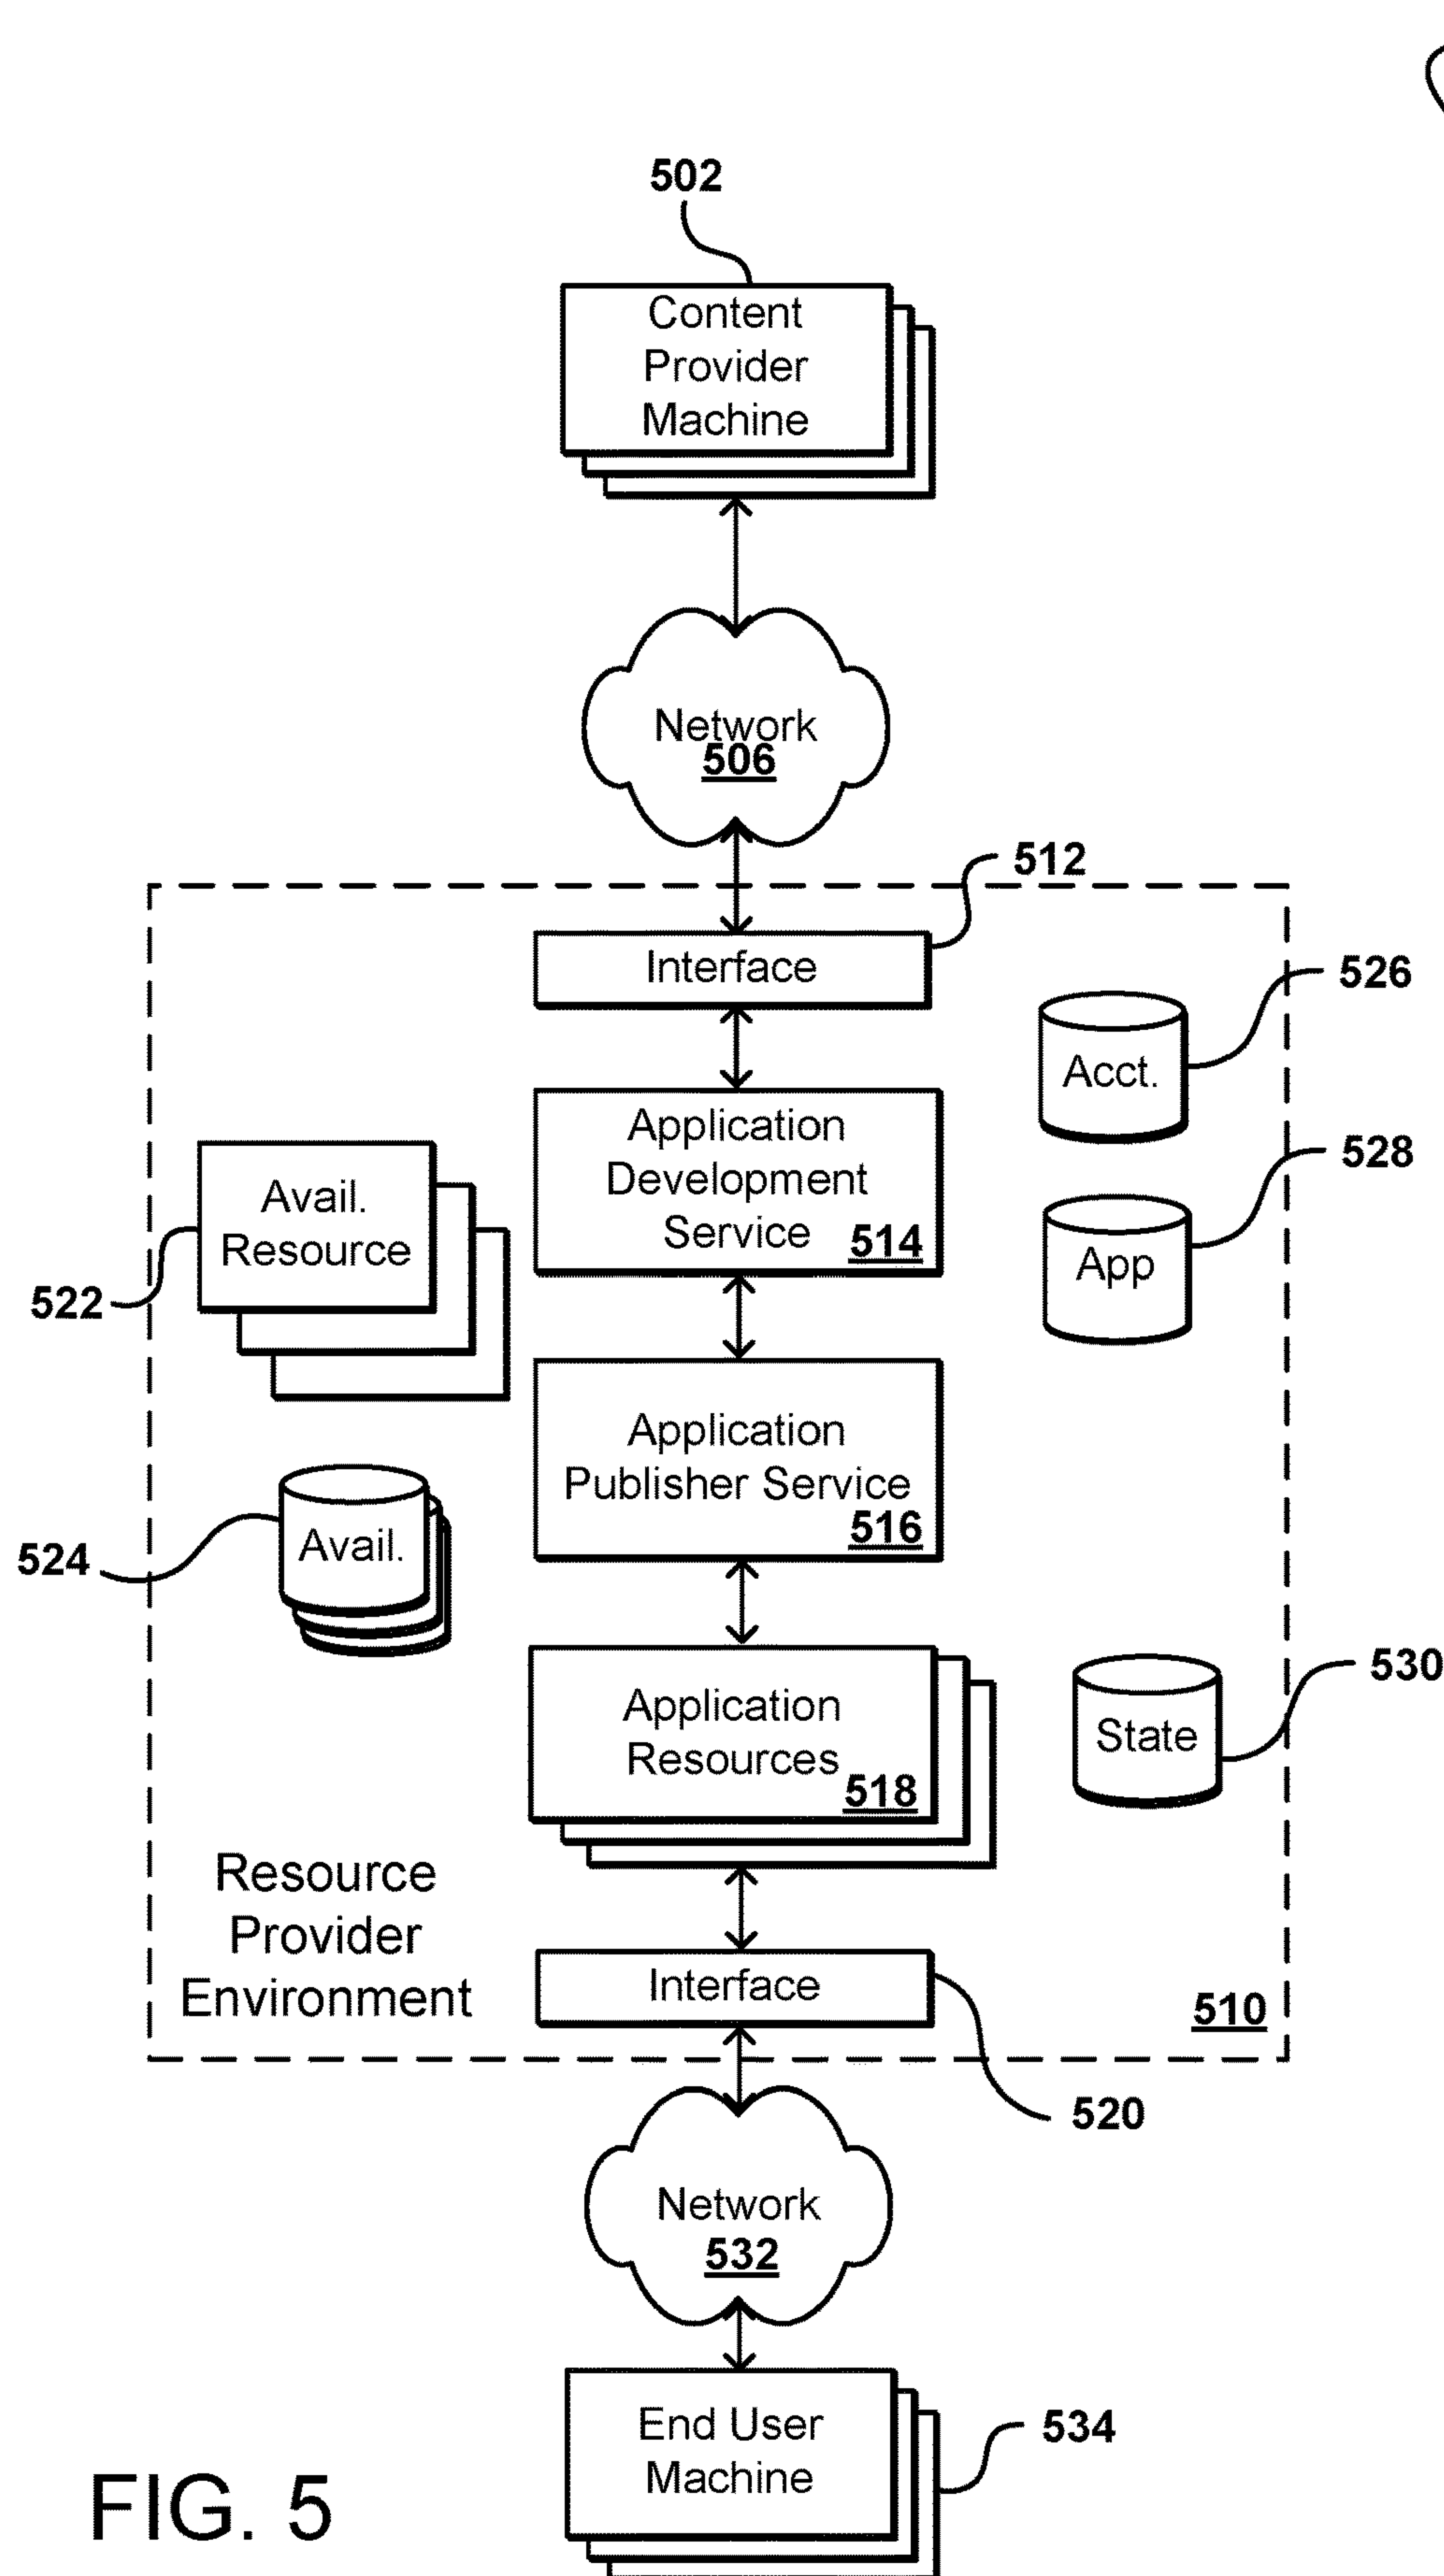 502
Content
Provider
Machine
Network
506
512
Interface
526
Acct.
Application
Development
Service
514
528
App
Avail.
Resource
522
Application
Publisher Service
516
Avail.
524
Application
Resources
518
530
State
Resource
Provider
Environment
Interface
510
520
Network
532
End User
Machine
534
FIG. 5